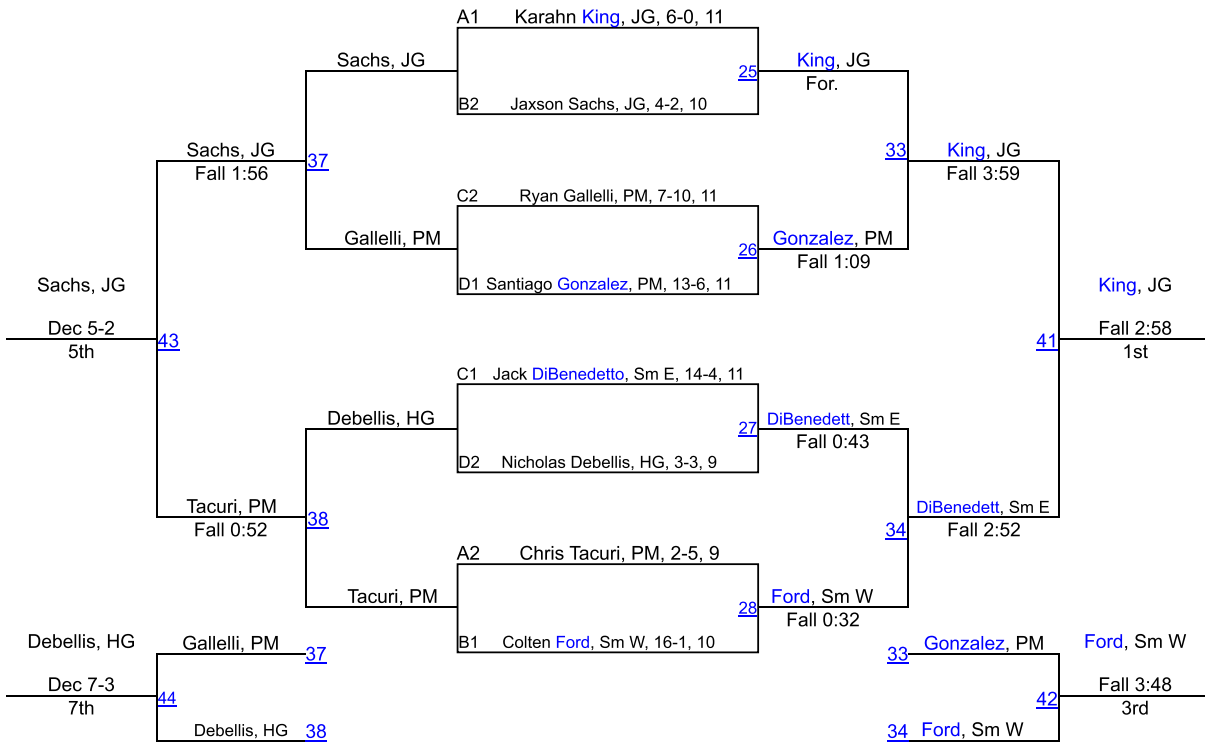 A1 Karahn King, JG, 6-0, 11
Sachs, JG
25
King, JG
For.
B2 Jaxson Sachs, JG, 4-2, 10
Sachs, JG
Fall 1:56
37
33
King, JG
Fall 3:59
C2 Ryan Gallelli, PM, 7-10, 11
Gallelli, PM
26
Gonzalez, PM
Fall 1:09
D1 Santiago Gonzalez, PM, 13-6, 11
Sachs, JG
Dec 5-2
5th
43
41
King, JG
Fall 2:58
1st
C1 Jack DiBenedetto, Sm E, 14-4, 11
Debellis, HG
27
DiBenedett, Sm E
Fall 0:43
D2 Nicholas Debellis, HG, 3-3, 9
Tacuri, PM
Fall 0:52
38
34
DiBenedett, Sm E
Fall 2:52
A2 Chris Tacuri, PM, 2-5, 9
Tacuri, PM
28
Ford, Sm W
Fall 0:32
B1 Colten Ford, Sm W, 16-1, 10
Debellis, HG
Dec 7-3
7th
Gallelli, PM 37
44
Debellis, HG 38
33 Gonzalez, PM
42
34 Ford, Sm W
Ford, Sm W
Fall 3:48
3rd